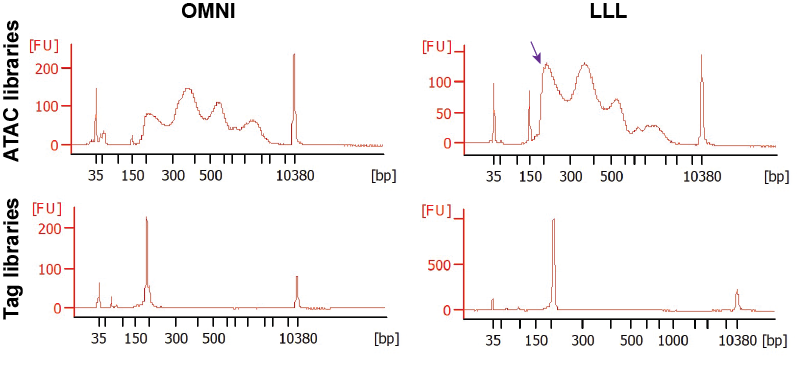 OMNI LLL
ATAC libraries
[FU]
200
100
0
35 150 300 500 10380 [bp]
[FU]
100
50
0
35 150 300 500 10380 [bp]
Tag libraries
[FU]
200
100
0
35 150 300 500 10380 [bp]
[FU]
500
0
35 150 300 500 1000 10380 [bp]